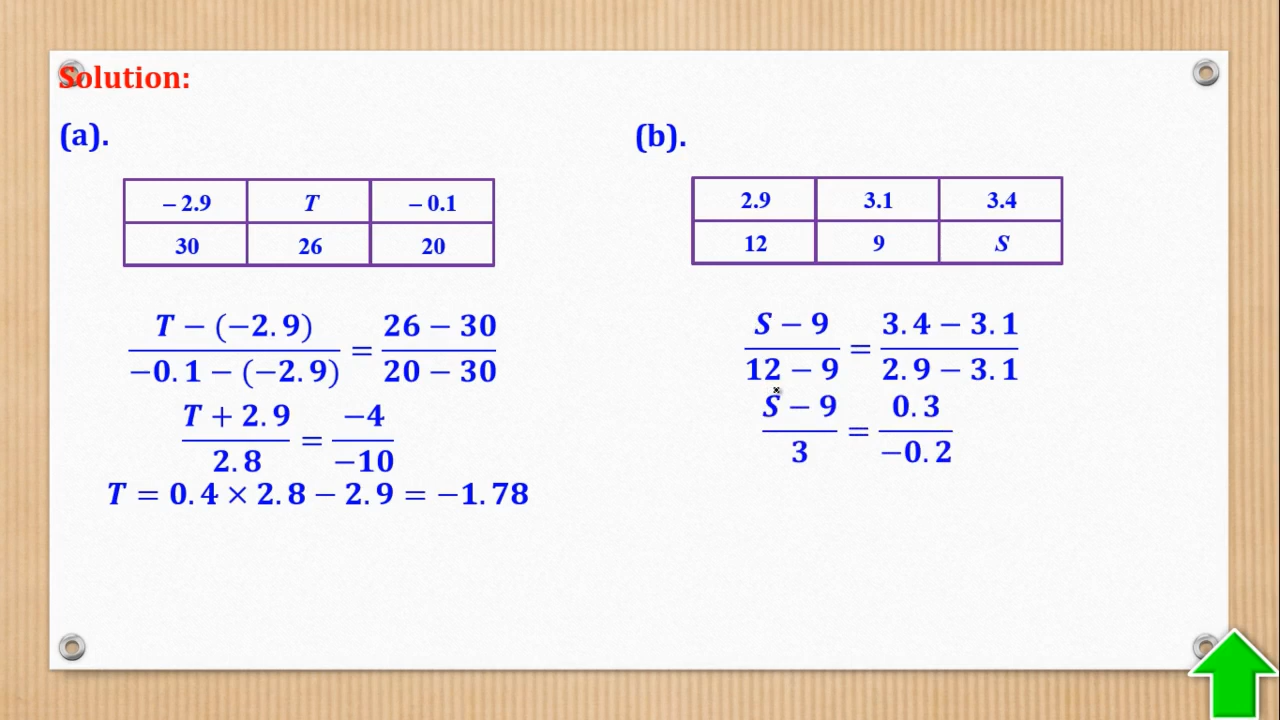 Solution:
(a).
– 2.9 T – 0.1
30 26 20
T − (−2.9) / −0.1 − (−2.9) = 26 − 30 / 20 − 30
T + 2.9 / 2.8 = −4 / −10
T = 0.4 × 2.8 − 2.9 = −1.78
(b).
2.9 3.1 3.4
12 9 S
S − 9 / 12 − 9 = 3.4 − 3.1 / 2.9 − 3.1
S − 9 / 3 = 0.3 / −0.2